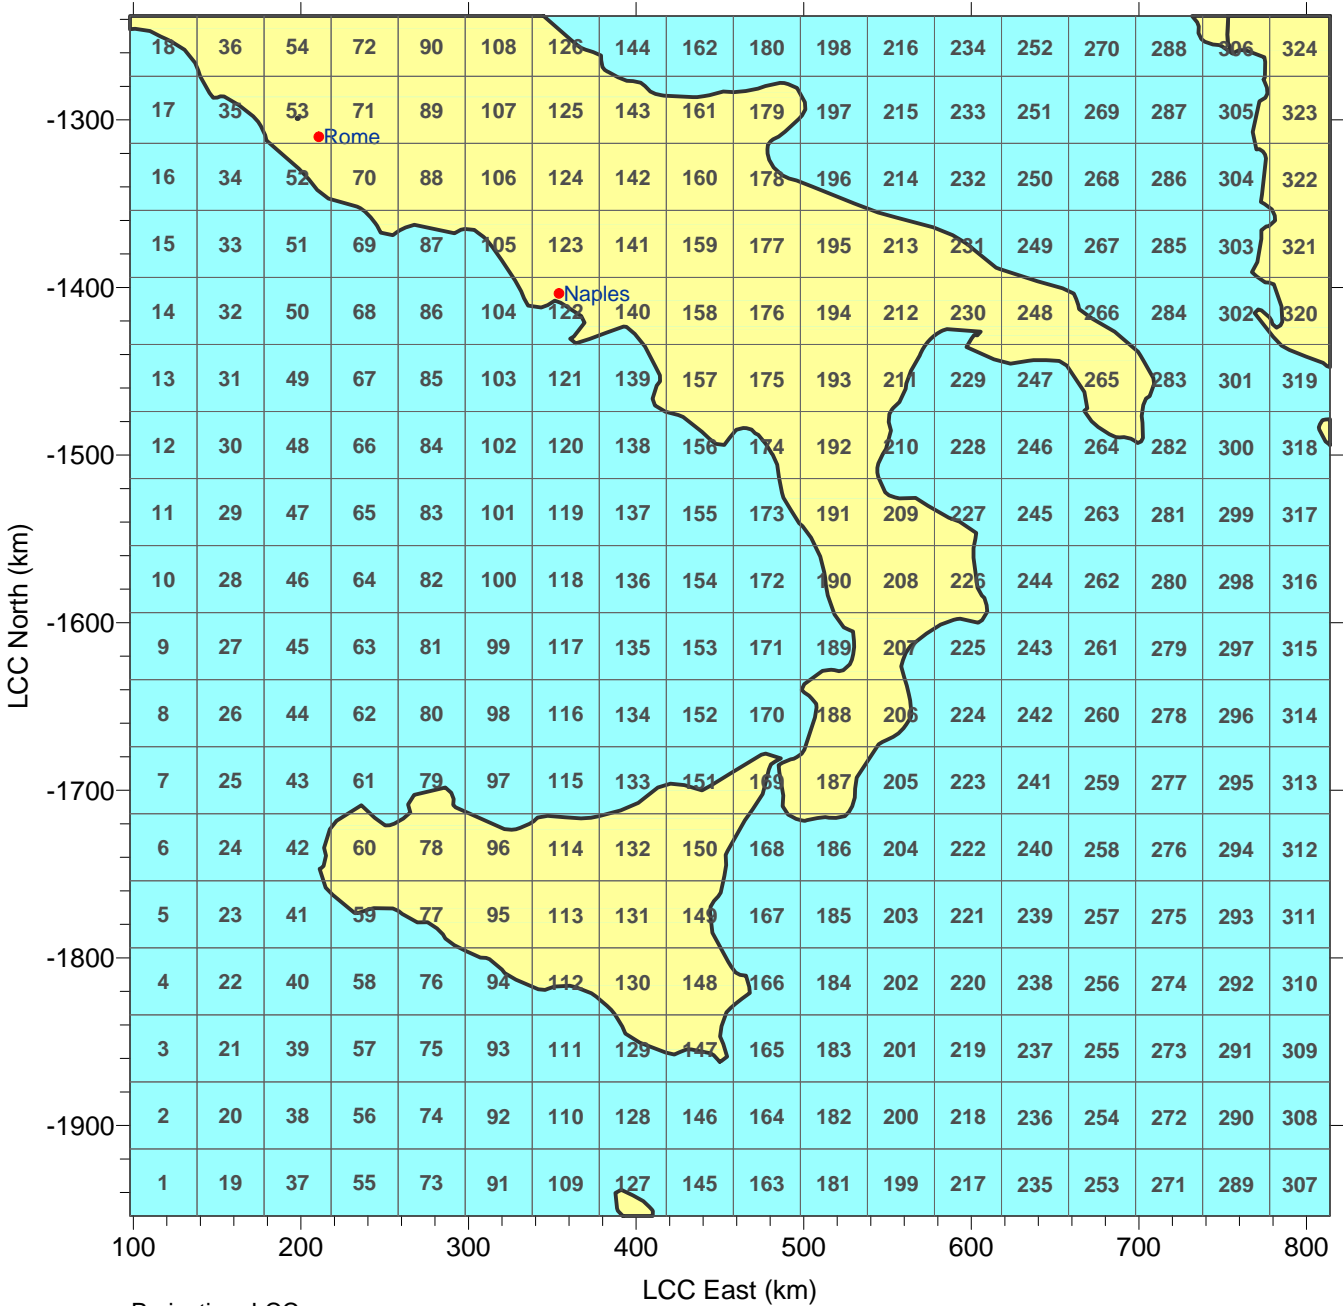 18 36 54 72 90 108 126 144 162 180 198 216 234 252 270 288 306 324
-1300 17 35 53 71 89 107 125 143 161 179 197 215 233 251 269 287 305 323
Rome
16 34 52 70 88 106 124 142 160 178 196 214 232 250 268 286 304 322
15 33 51 69 87 105 123 141 159 177 195 213 231 249 267 285 303 321
-1400 Naples
14 32 50 68 86 104 122 140 158 176 194 212 230 248 266 284 302 320
13 31 49 67 85 103 121 139 157 175 193 211 229 247 265 283 301 319
-1500 12 30 48 66 84 102 120 138 156 174 192 210 228 246 264 282 300 318
11 29 47 65 83 101 119 137 155 173 191 209 227 245 263 281 299 317
10 28 46 64 82 100 118 136 154 172 190 208 226 244 262 280 298 316
-1600 9 27 45 63 81 99 117 135 153 171 189 207 225 243 261 279 297 315
LCC North (km)
8 26 44 62 80 98 116 134 152 170 188 206 224 242 260 278 296 314
-1700 7 25 43 61 79 97 115 133 151 169 187 205 223 241 259 277 295 313
6 24 42 60 78 96 114 132 150 168 186 204 222 240 258 276 294 312
5 23 41 59 77 95 113 131 149 167 185 203 221 239 257 275 293 311
-1800 4 22 40 58 76 94 112 130 148 166 184 202 220 238 256 274 292 310
3 21 39 57 75 93 111 129 147 165 183 201 219 237 255 273 291 309
-1900 2 20 38 56 74 92 110 128 146 164 182 200 218 236 254 272 290 308
1 19 37 55 73 91 109 127 145 163 181 199 217 235 253 271 289 307
100 200 300 400 500 600 700 800
LCC East (km)